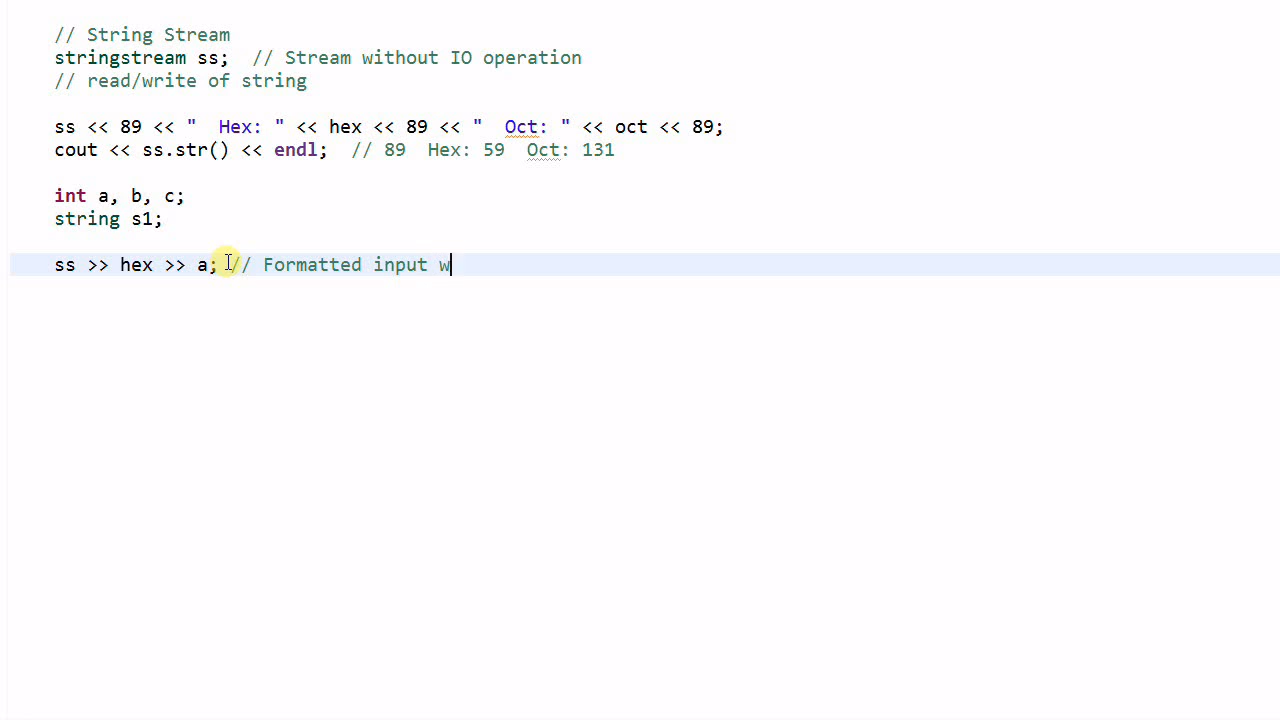 // String Stream
stringstream ss;  // Stream without IO operation
// read/write of string
ss << 89 << "  Hex: " << hex << 89 << "  Oct: " << oct << 89;
cout << ss.str() << endl;  // 89  Hex: 59  Oct: 131
int a, b, c;
string s1;
ss >> hex >> a; // Formatted input w